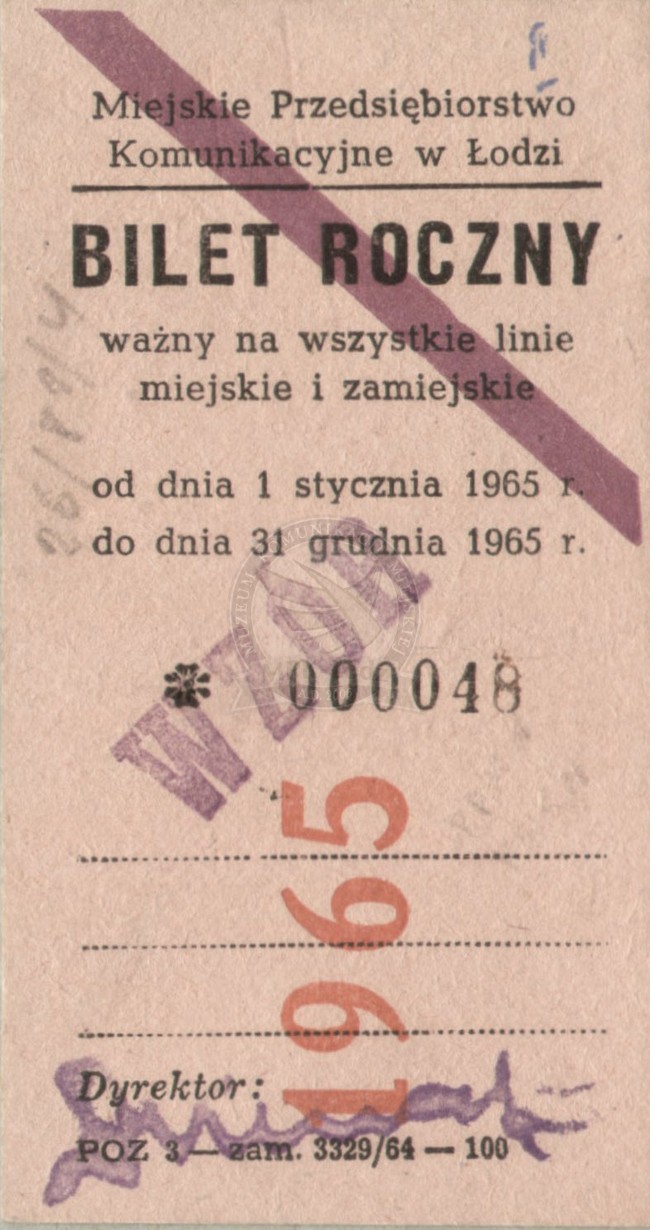 Miejskie Przedsiębiorstwo
Komunikacyjne w Łodzi
BILET ROCZNY
ważny na wszystkie linie
miejskie i zamiejskie
od dnia 1 stycznia 1965 r.
do dnia 31 grudnia 1965 r.
WZÓR
* 000048
1965
Dyrektor:
POZ 3 — zam. 3329/64 — 100